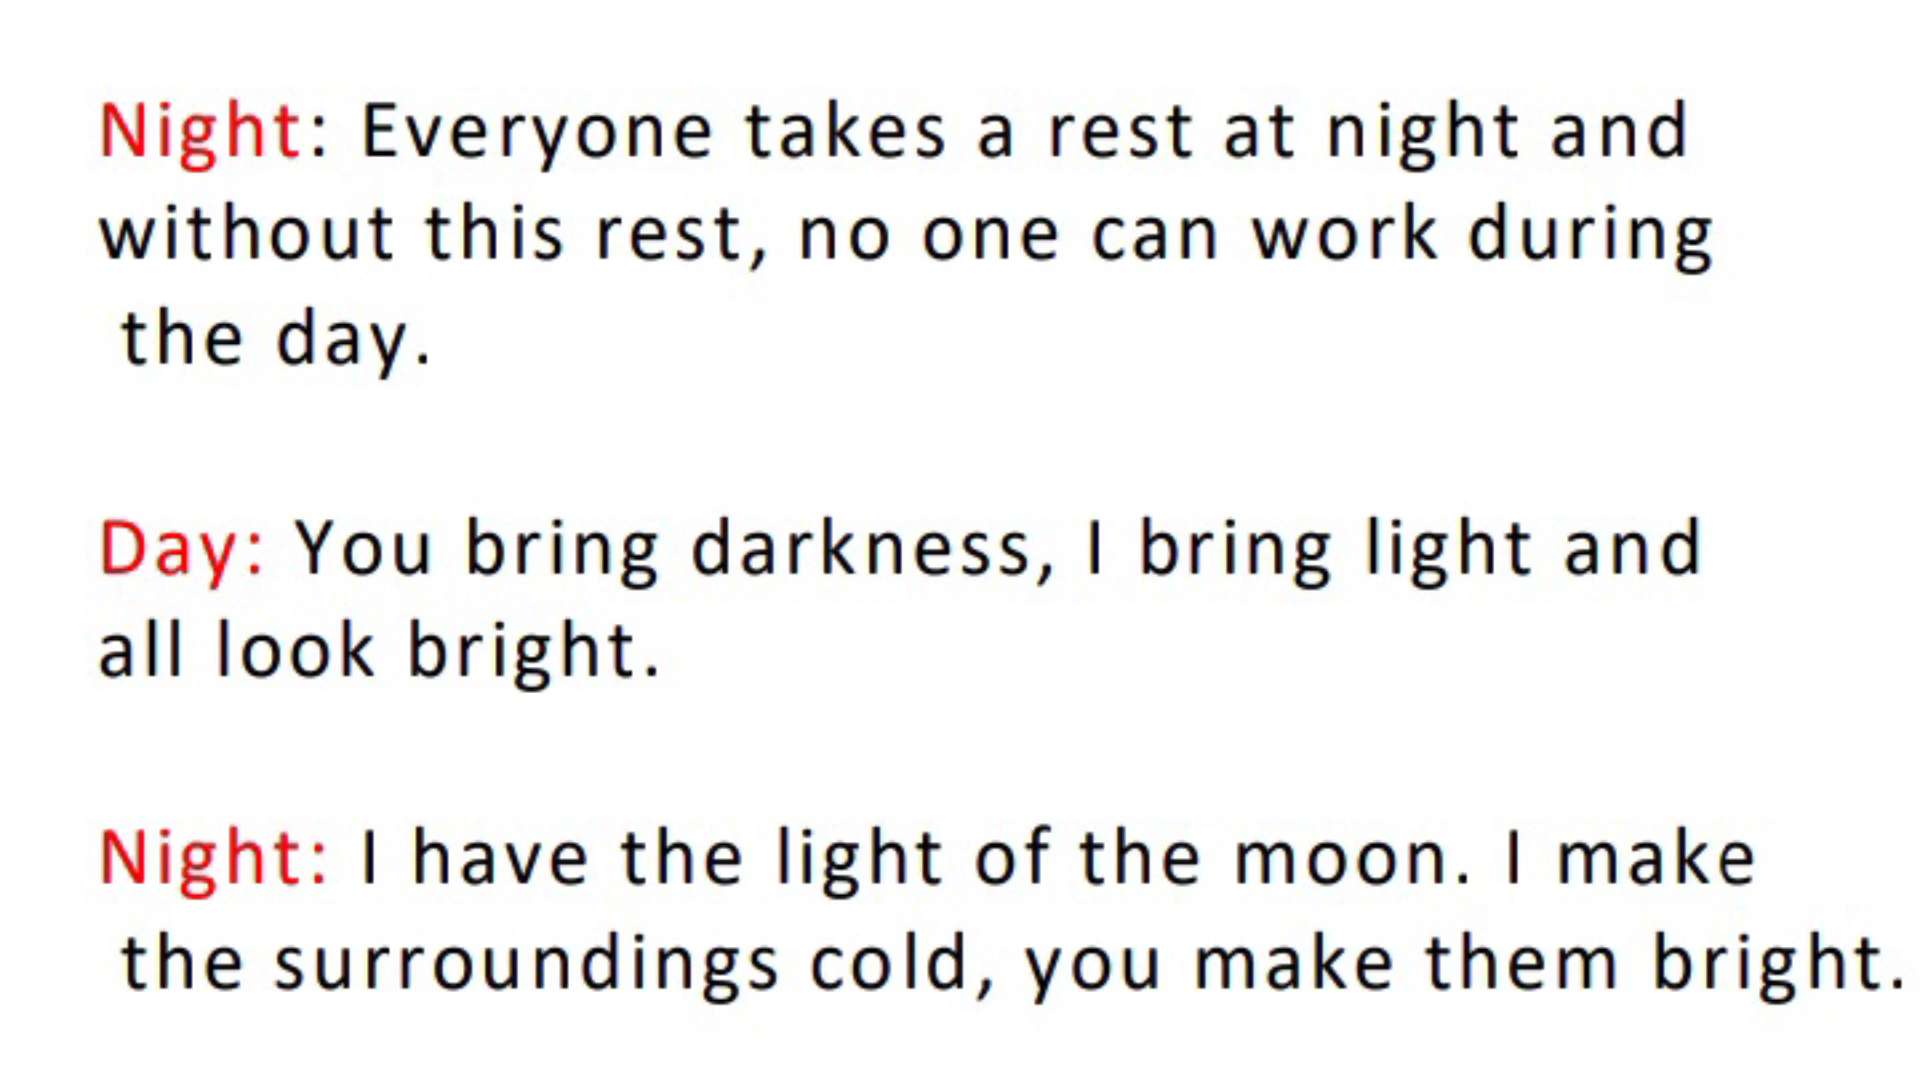 Night: Everyone takes a rest at night and
without this rest, no one can work during
the day.
Day: You bring darkness, I bring light and
all look bright.
Night: I have the light of the moon. I make
the surroundings cold, you make them bright.